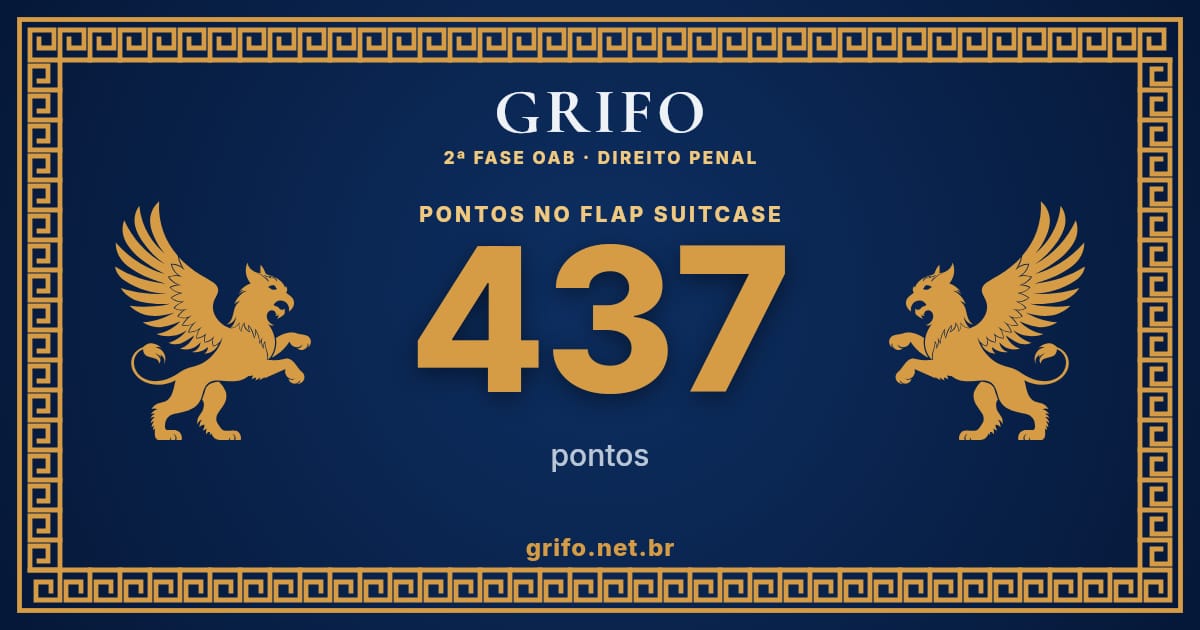 GRIFO
2ª FASE OAB · DIREITO PENAL
PONTOS NO FLAP SUITCASE
437
pontos
grifo.net.br